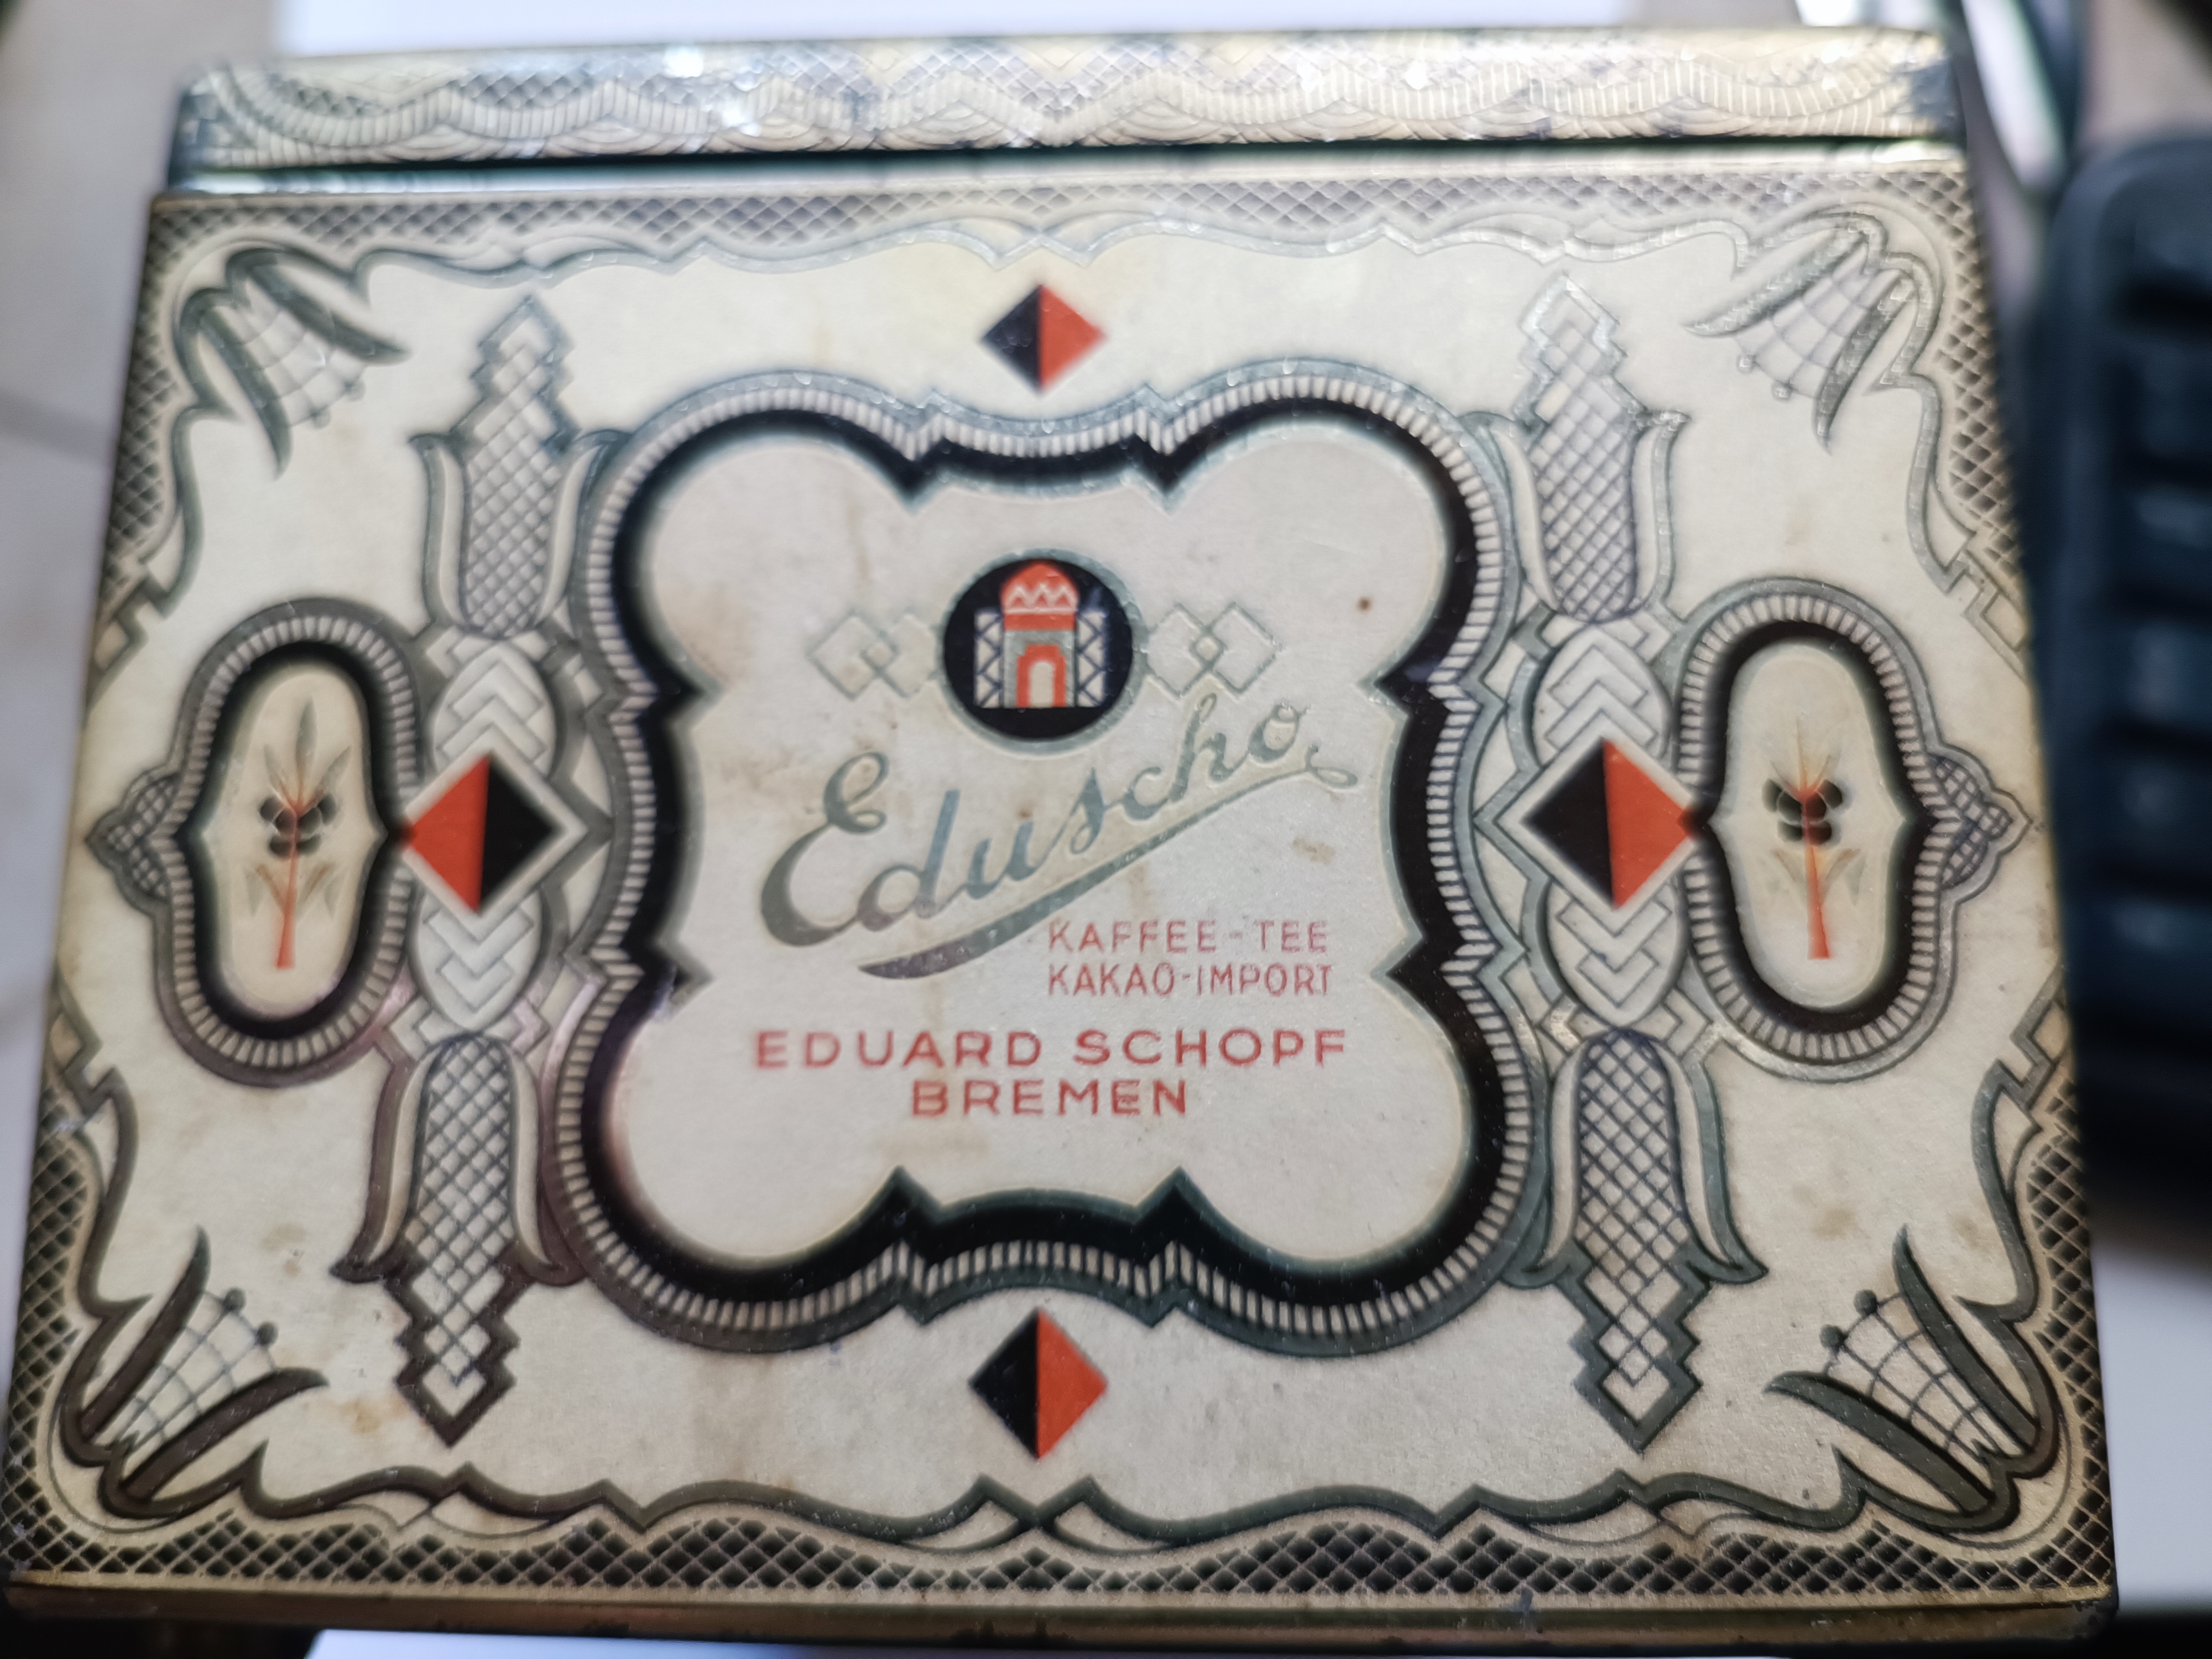 Eduscho
KAFFEE-TEE
KAKAO-IMPORT
EDUARD SCHOPF
BREMEN